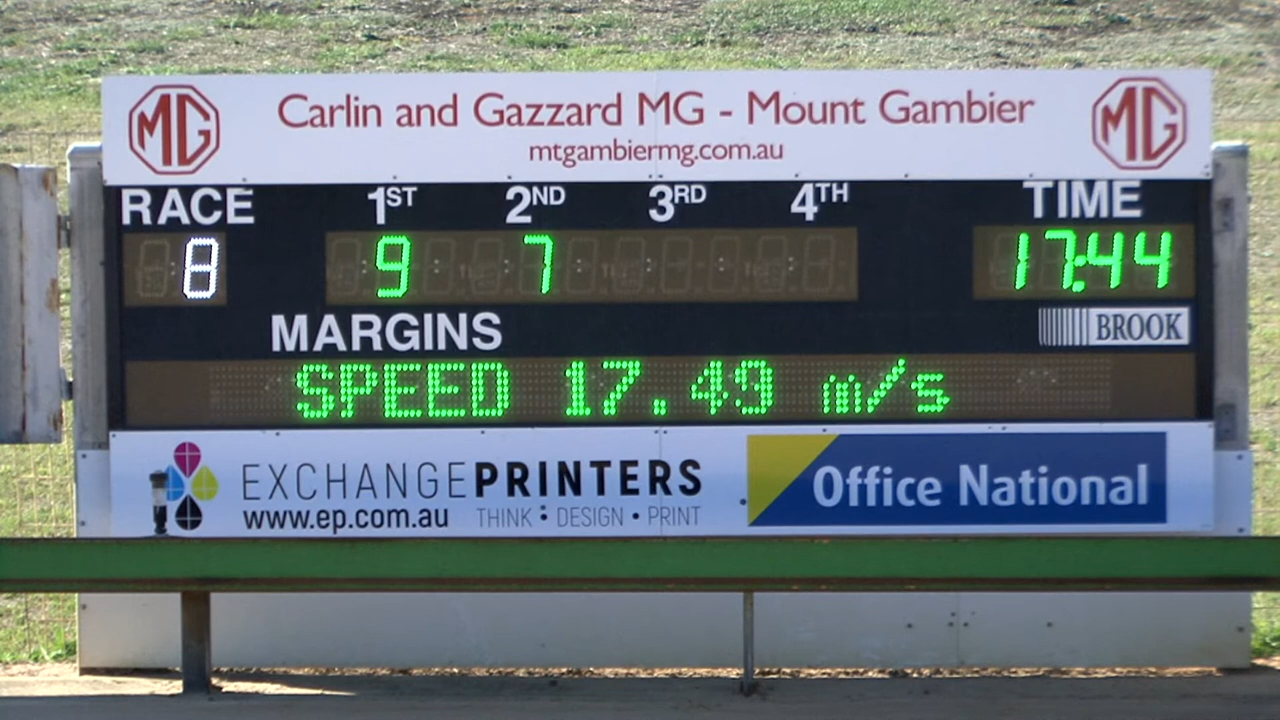 MG Carlin and Gazzard MG - Mount Gambier MG
mtgambiermg.com.au
RACE 1ST 2ND 3RD 4TH TIME
8 9 7 17:44
MARGINS BROOK
SPEED 17.49 m/s
EXCHANGEPRINTERS
www.ep.com.au THINK : DESIGN • PRINT
Office National